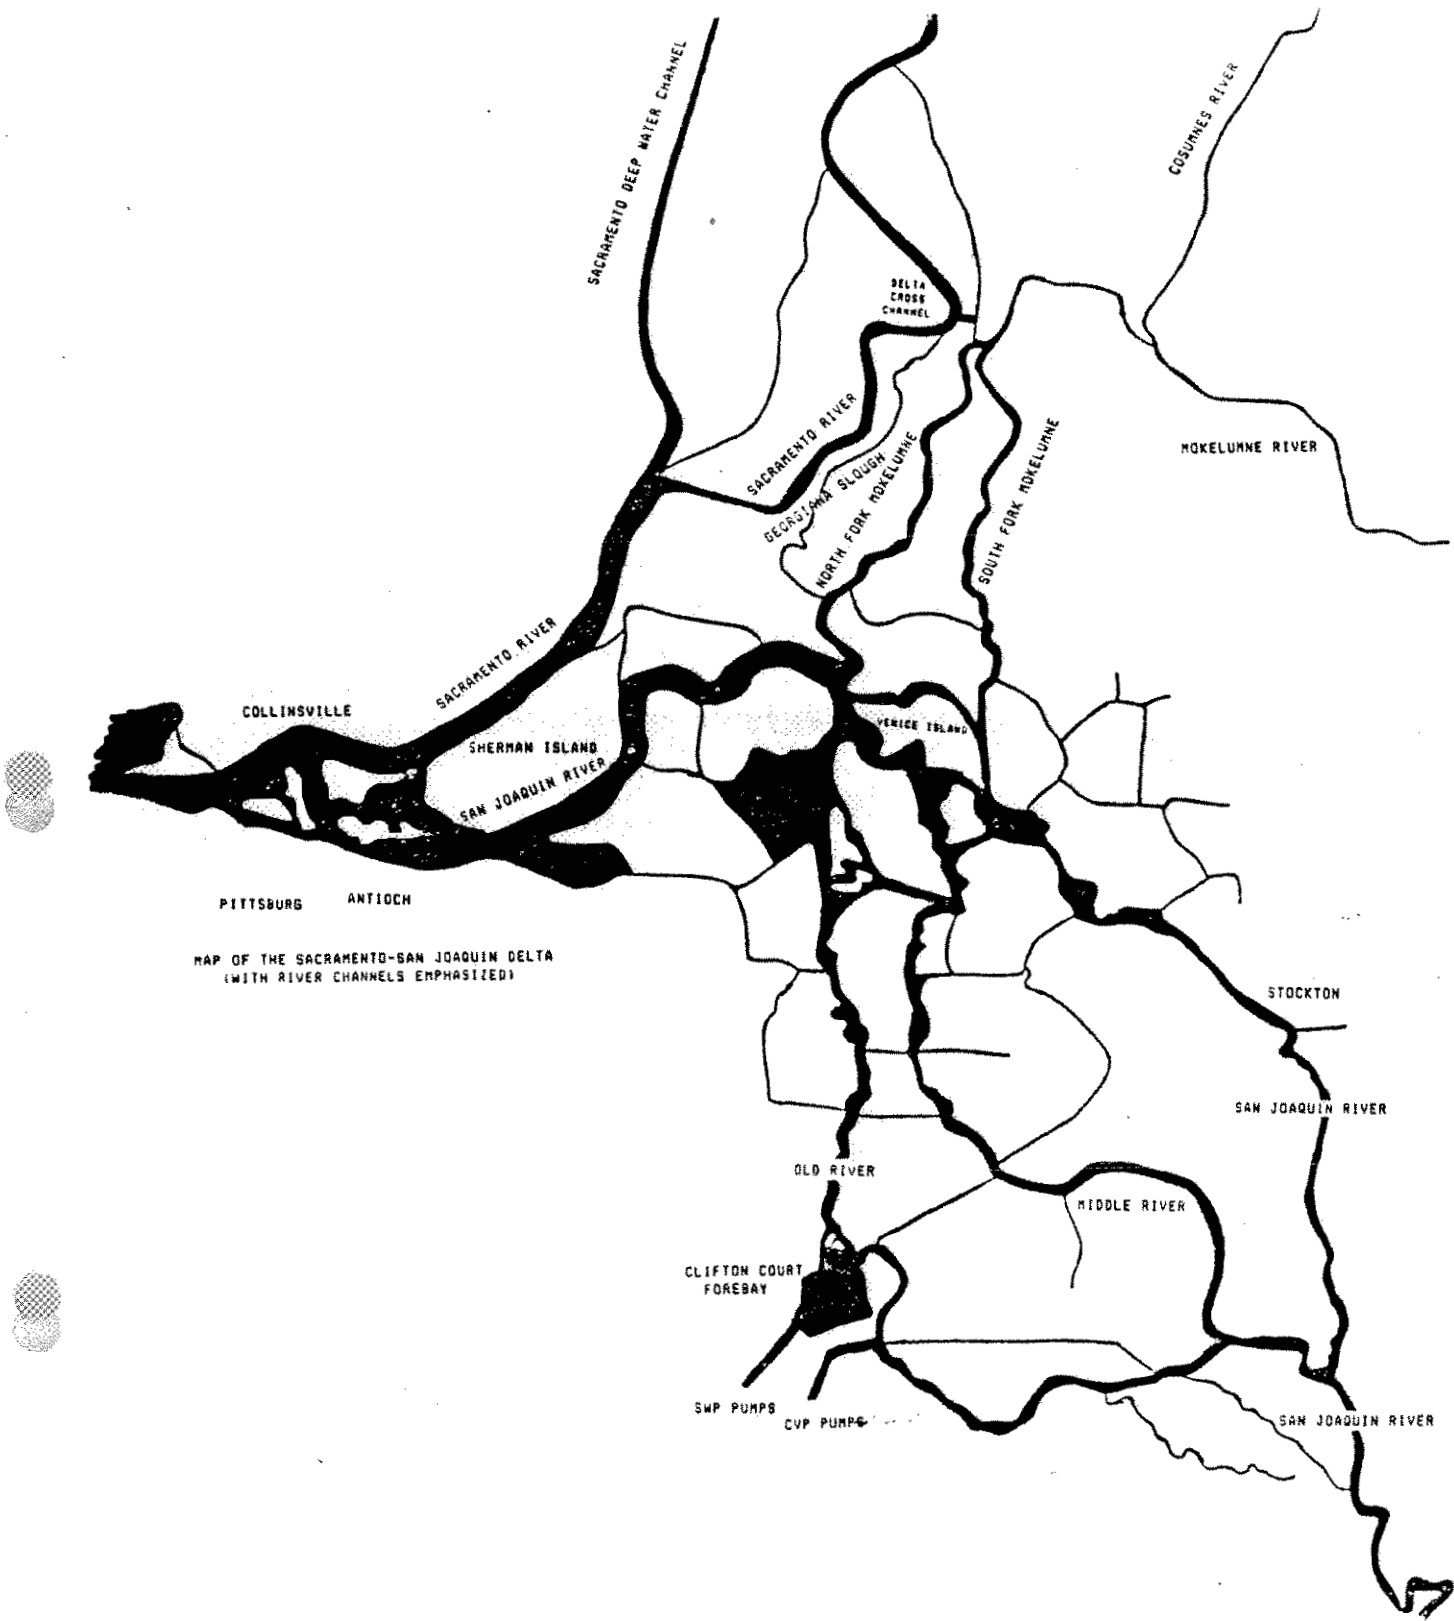 SACRAMENTO DEEP WATER CHANNEL
COSUMNES RIVER
DELTA
CROSS
CHANNEL
SACRAMENTO RIVER
GEORGIANA SLOUGH
NORTH FORK MOKELUMNE
SOUTH FORK MOKELUMNE
MOKELUMNE RIVER
SACRAMENTO RIVER
COLLINSVILLE
SHERMAN ISLAND
VENICE ISLAND
SAN JOAQUIN RIVER
PITTSBURG
ANTIOCH
MAP OF THE SACRAMENTO-SAN JOAQUIN DELTA
(WITH RIVER CHANNELS EMPHASIZED)
STOCKTON
SAN JOAQUIN RIVER
OLD RIVER
MIDDLE RIVER
CLIFTON COURT
FOREBAY
SWP PUMPS
CVP PUMPS
SAN JOAQUIN RIVER